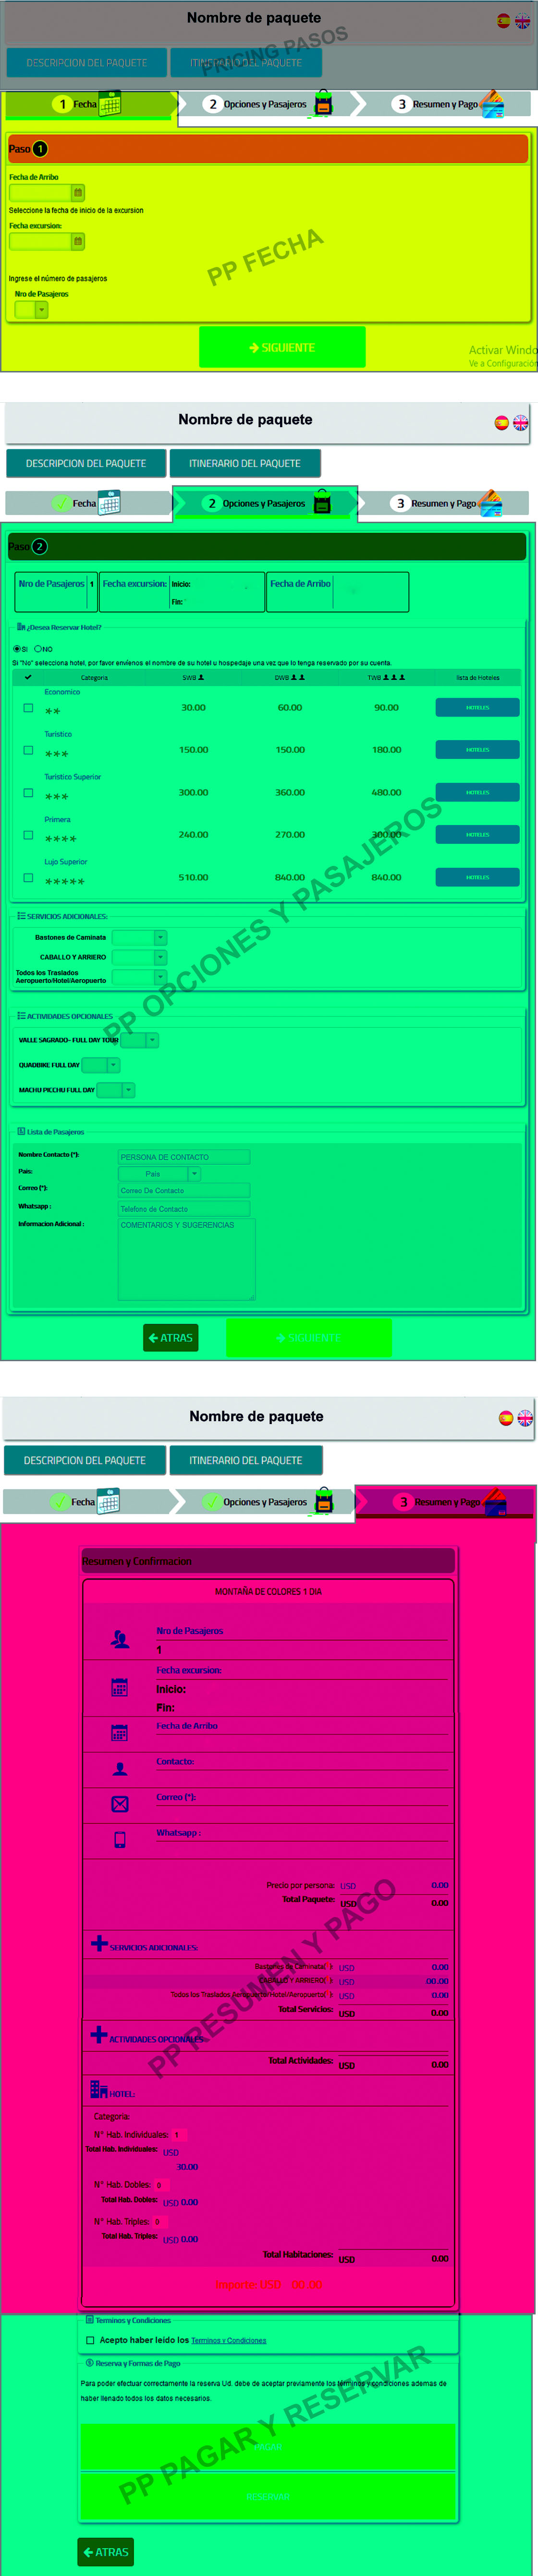 Nombre de paquete
PRICING PASOS
DESCRIPCION DEL PAQUETE
ITINERARIO DEL PAQUETE
1 Fecha
2 Opciones y Pasajeros
3 Resumen y Pago
Paso 1
Fecha de Arribo
Seleccione la fecha de inicio de la excursion
Fecha excursion:
PP FECHA
Ingrese el número de pasajeros
Nro de Pasajeros
SIGUIENTE
Activar Windo
Ve a Configuración
Nombre de paquete
DESCRIPCION DEL PAQUETE
ITINERARIO DEL PAQUETE
Fecha
2 Opciones y Pasajeros
3 Resumen y Pago
Paso 2
Nro de Pasajeros 1 Fecha excursion: Inicio: Fecha de Arribo
Fin:
¿Desea Reservar Hotel?
SI NO
Si "No" selecciona hotel, por favor envienos el nombre de su hotel u hospedaje una vez que lo tenga reservado por su cuenta.
Categoria SWB DWB TWB lista de Hoteles
Economico
30.00 60.00 90.00 HOTELES
Turistico
150.00 150.00 180.00 HOTELES
Turistico Superior
300.00 360.00 480.00 HOTELES
Primera
240.00 270.00 300.00 HOTELES
Lujo Superior
510.00 840.00 840.00 HOTELES
PP OPCIONES Y PASAJEROS
SERVICIOS ADICIONALES:
Bastones de Caminata
CABALLO Y ARRIERO
Todos los Traslados
Aeropuerto/Hotel/Aeropuerto
ACTIVIDADES OPCIONALES
VALLE SAGRADO- FULL DAY TOUR
QUADBIKE FULL DAY
MACHU PICCHU FULL DAY
Lista de Pasajeros
Nombre Contacto (*): PERSONA DE CONTACTO
Pais: País
Correo (*): Correo De Contacto
Whatsapp : Telefono de Contacto
Informacion Adicional : COMENTARIOS Y SUGERENCIAS
ATRAS
SIGUIENTE
Nombre de paquete
DESCRIPCION DEL PAQUETE
ITINERARIO DEL PAQUETE
Fecha
Opciones y Pasajeros
3 Resumen y Pago
Resumen y Confirmacion
MONTAÑA DE COLORES 1 DIA
Nro de Pasajeros
1
Fecha excursion:
Inicio:
Fin:
Fecha de Arribo
Contacto:
Correo (*):
Whatsapp :
Precio por persona: USD 0.00
Total Paquete: USD 0.00
PP RESUMEN Y PAGO
SERVICIOS ADICIONALES:
Bastones de Caminata( ) USD 0.00
CABALLO Y ARRIERO( ) USD 00.00
Todos los Traslados Aeropuerto/Hotel/Aeropuerto( ) USD 0.00
Total Servicios: USD 0.00
ACTIVIDADES OPCIONALES
Total Actividades: USD 0.00
HOTEL:
Categoria:
N° Hab. Individuales: 1
Total Hab. Individuales: USD
30.00
N° Hab. Dobles: 0
Total Hab. Dobles: USD 0.00
N° Hab. Triples: 0
Total Hab. Triples: USD 0.00
Total Habitaciones: USD 0.00
Importe: USD 00.00
Terminos y Condiciones
Acepto haber leído los Terminos y Condiciones
Reserva y Formas de Pago
Para poder efectuar correctamente la reserva Ud. debe de aceptar previamente los términos y condiciones ademas de
haber llenado todos los datos necesarios.
PP PAGAR Y RESERVAR
PAGAR
RESERVAR
ATRAS